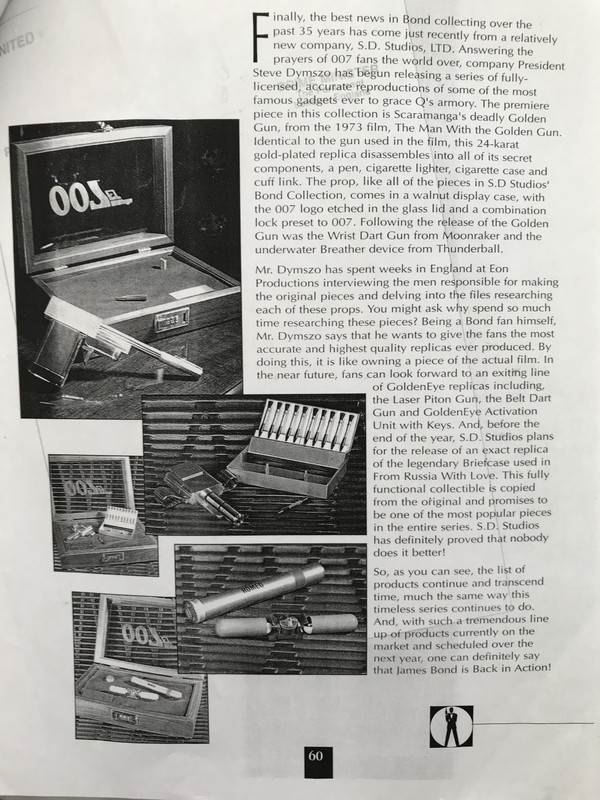 Finally, the best news in Bond collecting over the
past 35 years has come just recently from a relatively
new company, S.D. Studios, LTD. Answering the
prayers of 007 fans the world over, company President
Steve Dymszo has begun releasing a series of fully-
licensed, accurate reproductions of some of the most
famous gadgets ever to grace Q's armory. The premiere
piece in this collection is Scaramanga's deadly Golden
Gun, from the 1973 film, The Man With the Golden Gun.
Identical to the gun used in the film, this 24-karat
gold-plated replica disassembles into all of its secret
components, a pen, cigarette lighter, cigarette case and
cuff link. The prop, like all of the pieces in S.D Studios'
Bond Collection, comes in a walnut display case, with
the 007 logo etched in the glass lid and a combination
lock preset to 007. Following the release of the Golden
Gun was the Wrist Dart Gun from Moonraker and the
underwater Breather device from Thunderball.
Mr. Dymszo has spent weeks in England at Eon
Productions interviewing the men responsible for making
the original pieces and delving into the files researching
each of these props. You might ask why spend so much
time researching these pieces? Being a Bond fan himself,
Mr. Dymszo says that he wants to give the fans the most
accurate and highest quality replicas ever produced. By
doing this, it is like owning a piece of the actual film. In
the near future, fans can look forward to an exiting line
of GoldenEye replicas including,
the Laser Piton Gun, the Belt Dart
Gun and GoldenEye Activation
Unit with Keys. And, before the
end of the year, S.D. Studios plans
for the release of an exact replica
of the legendary Briefcase used in
From Russia With Love. This fully
functional collectible is copied
from the original and promises to
be one of the most popular pieces
in the entire series. S.D. Studios
has definitely proved that nobody
does it better!
So, as you can see, the list of
products continue and transcend
time, much the same way this
timeless series continues to do.
And, with such a tremendous line
up of products currently on the
market and scheduled over the
next year, one can definitely say
that James Bond is Back in Action!
007
007
ROMEO
007
60